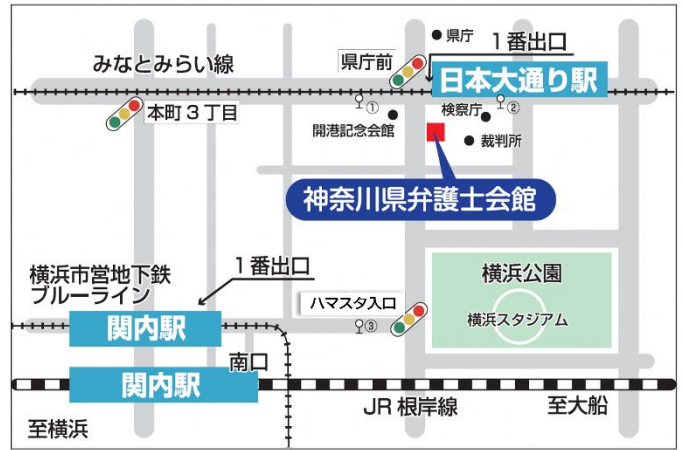 県庁
1番出口
県庁前
みなとみらい線
日本大通り駅
本町3丁目
①
検察庁
②
開港記念会館
裁判所
神奈川県弁護士会館
横浜市営地下鉄
ブルーライン
1番出口
横浜公園
ハマスタ入口
横浜スタジアム
関内駅
③
南口
関内駅
JR根岸線
至大船
至横浜